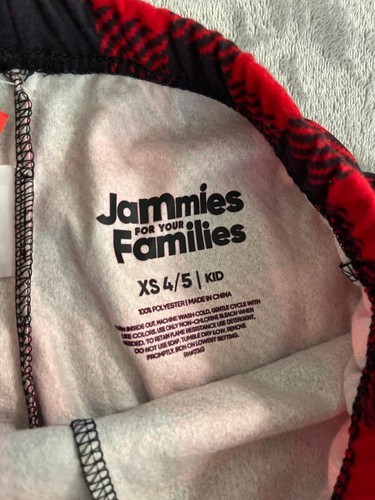 Jammies
FOR YOUR
Families
XS 4/5 | KID
100% POLYESTER | MADE IN CHINA
INSIDE OUT. MACHINE WASH COLD, GENTLE CYCLE WITH
LIKE COLORS. USE ONLY NON-CHLORINE BLEACH WHEN
NEEDED. TO RETAIN FLAME RESISTANCE USE DETERGENT.
DO NOT USE SOAP. TUMBLE DRY LOW, REMOVE
PROMPTLY. IRON ON LOWEST SETTING.